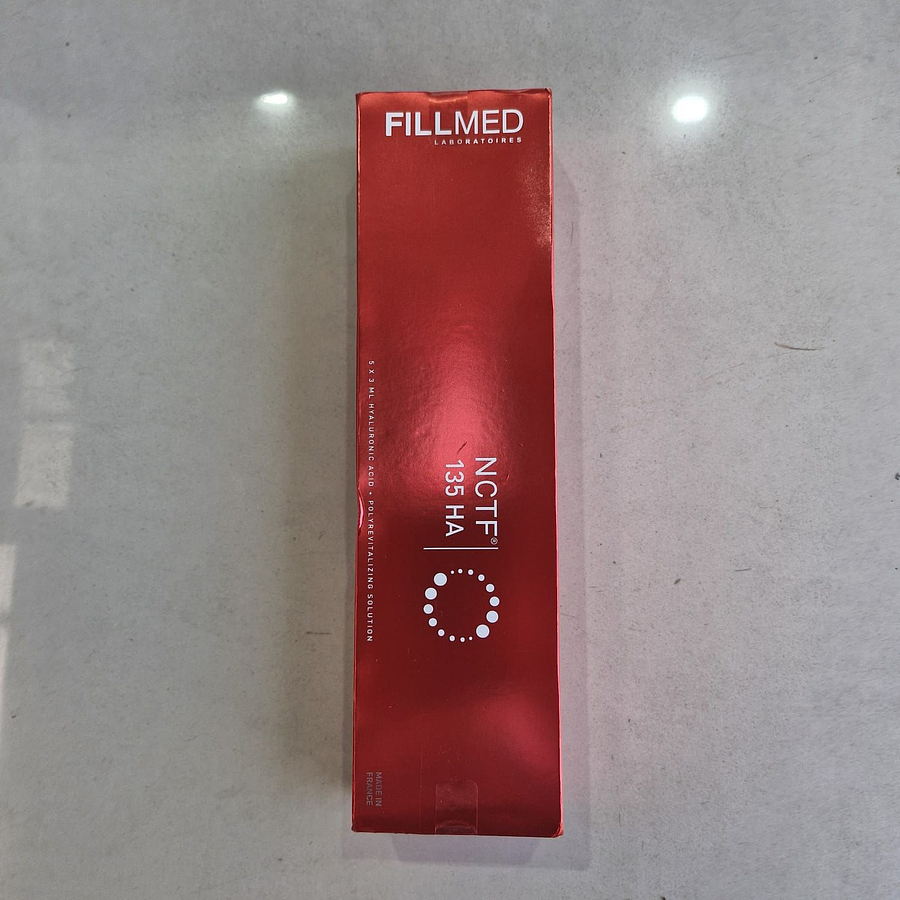 FILLMED
LABORATOIRES
NCTF®
135 HA
5 X 3 ML HYALURONIC ACID + POLYREVITALIZING SOLUTION
MADE IN
FRANCE